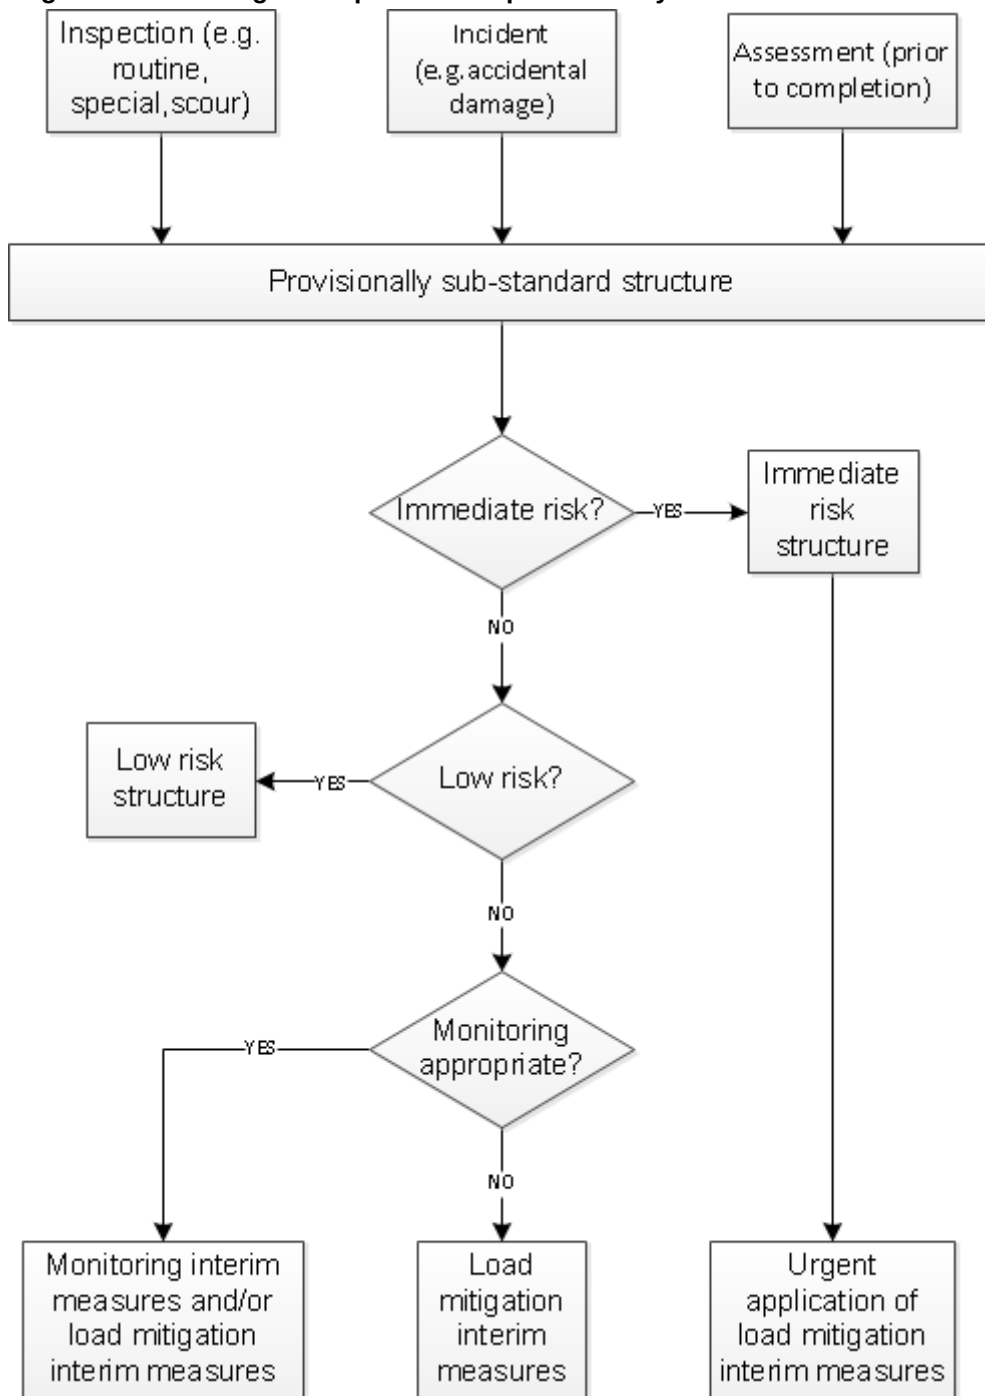 Inspection (e.g.
routine,
special,scour)
Incident
(e.g.accidental
damage)
Assessment (prior
to completion)
Provisionally sub-standard structure
Immediate risk?
YES
Immediate
risk
structure
NO
Low risk?
YES
Low risk
structure
NO
Monitoring
appropriate?
YES
NO
Monitoring interim
measures and/or
load mitigation
interim measures
Load
mitigation
interim
measures
Urgent
application of
load mitigation
interim measures